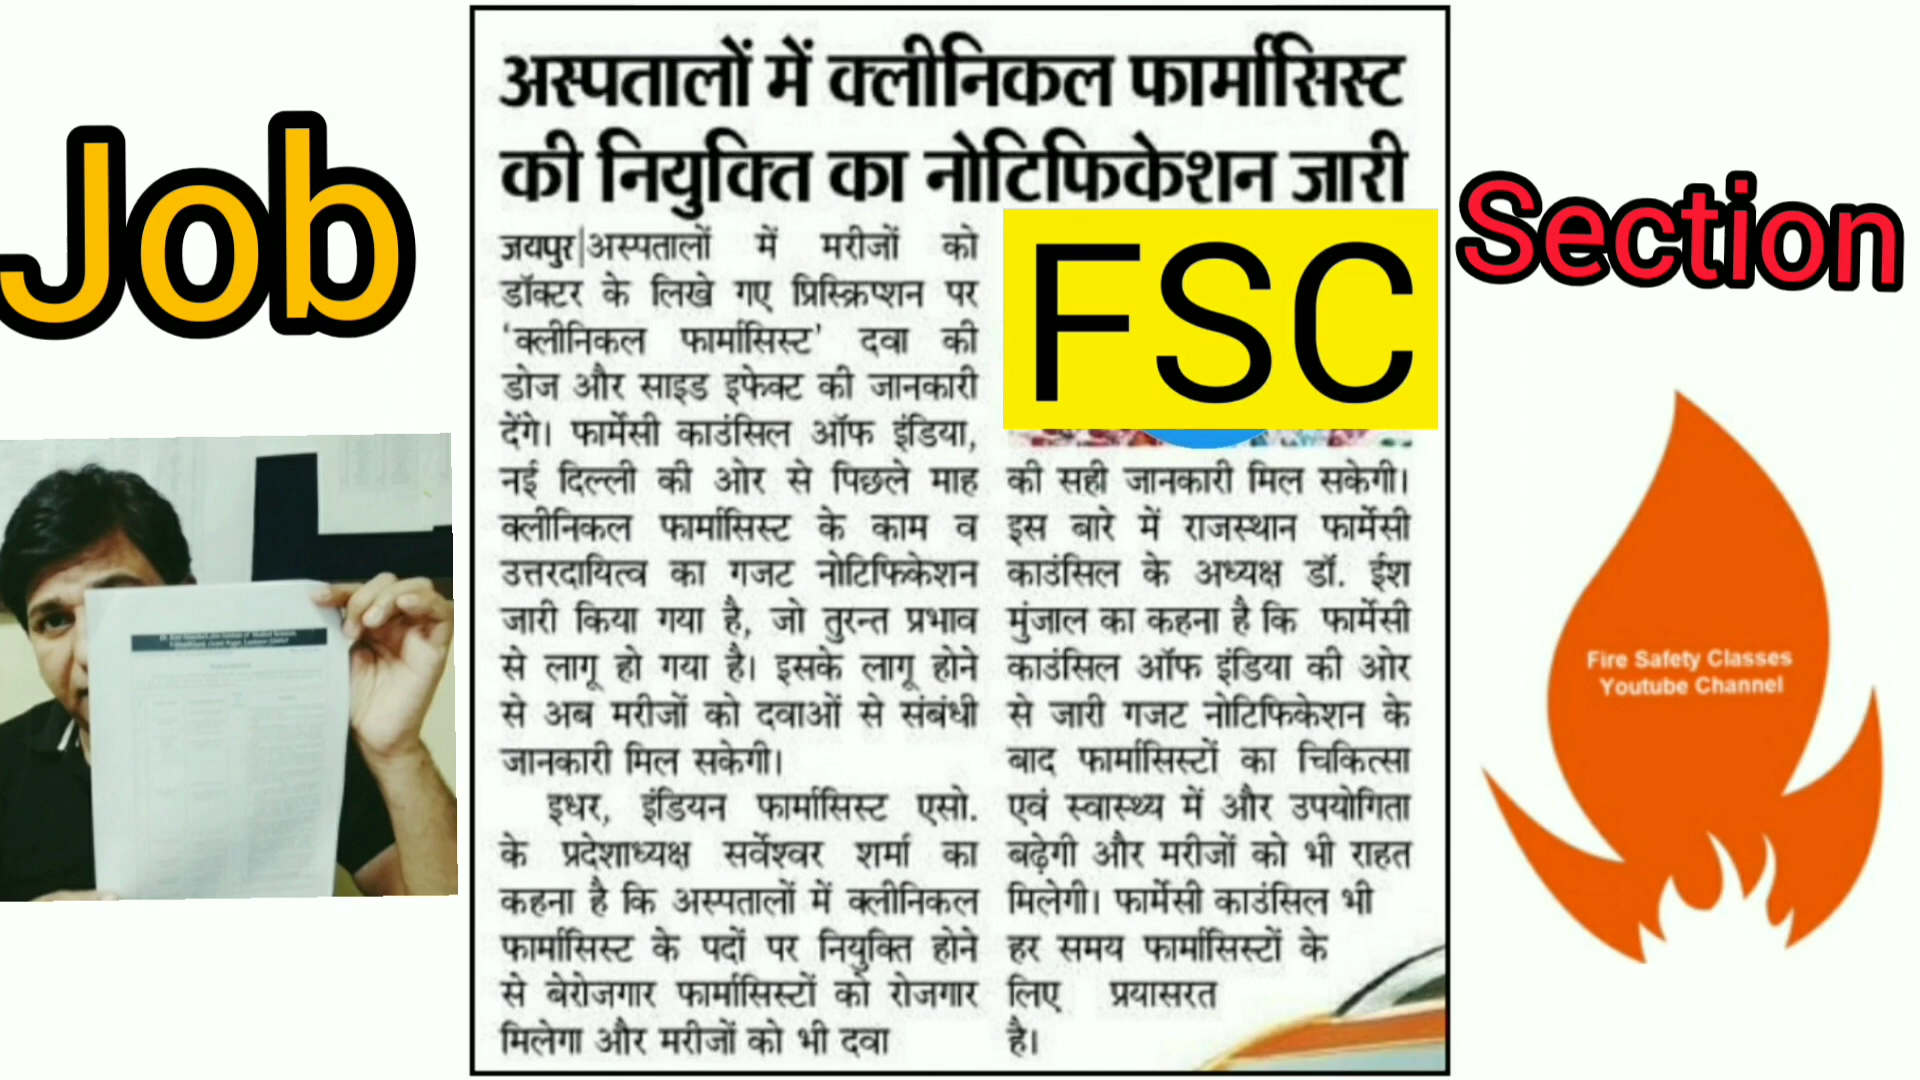 Job
अस्पतालों में क्लीनिकल फार्मासिस्ट
की नियुक्ति का नोटिफिकेशन जारी
जयपुर|अस्पतालों में मरीजों को
डॉक्टर के लिखे गए प्रिस्क्रिप्शन पर
'क्लीनिकल फार्मासिस्ट' दवा की
डोज और साइड इफेक्ट की जानकारी
देंगे। फार्मेसी काउंसिल ऑफ इंडिया,
नई दिल्ली की ओर से पिछले माह
क्लीनिकल फार्मासिस्ट के काम व
उत्तरदायित्व का गजट नोटिफिकेशन
जारी किया गया है, जो तुरन्त प्रभाव
से लागू हो गया है। इसके लागू होने
से अब मरीजों को दवाओं से संबंधी
जानकारी मिल सकेगी।
इधर, इंडियन फार्मासिस्ट एसो.
के प्रदेशाध्यक्ष सर्वेश्वर शर्मा का
कहना है कि अस्पतालों में क्लीनिकल
फार्मासिस्ट के पदों पर नियुक्ति होने
से बेरोजगार फार्मासिस्टों को रोजगार
मिलेगा और मरीजों को भी दवा
FSC
की सही जानकारी मिल सकेगी।
इस बारे में राजस्थान फार्मेसी
काउंसिल के अध्यक्ष डॉ. ईश
मुंजाल का कहना है कि फार्मेसी
काउंसिल ऑफ इंडिया की ओर
से जारी गजट नोटिफिकेशन के
बाद फार्मासिस्टों का चिकित्सा
एवं स्वास्थ्य में और उपयोगिता
बढ़ेगी और मरीजों को भी राहत
मिलेगी। फार्मेसी काउंसिल भी
हर समय फार्मासिस्टों के
लिए प्रयासरत
है।
Section
Fire Safety Classes
Youtube Channel